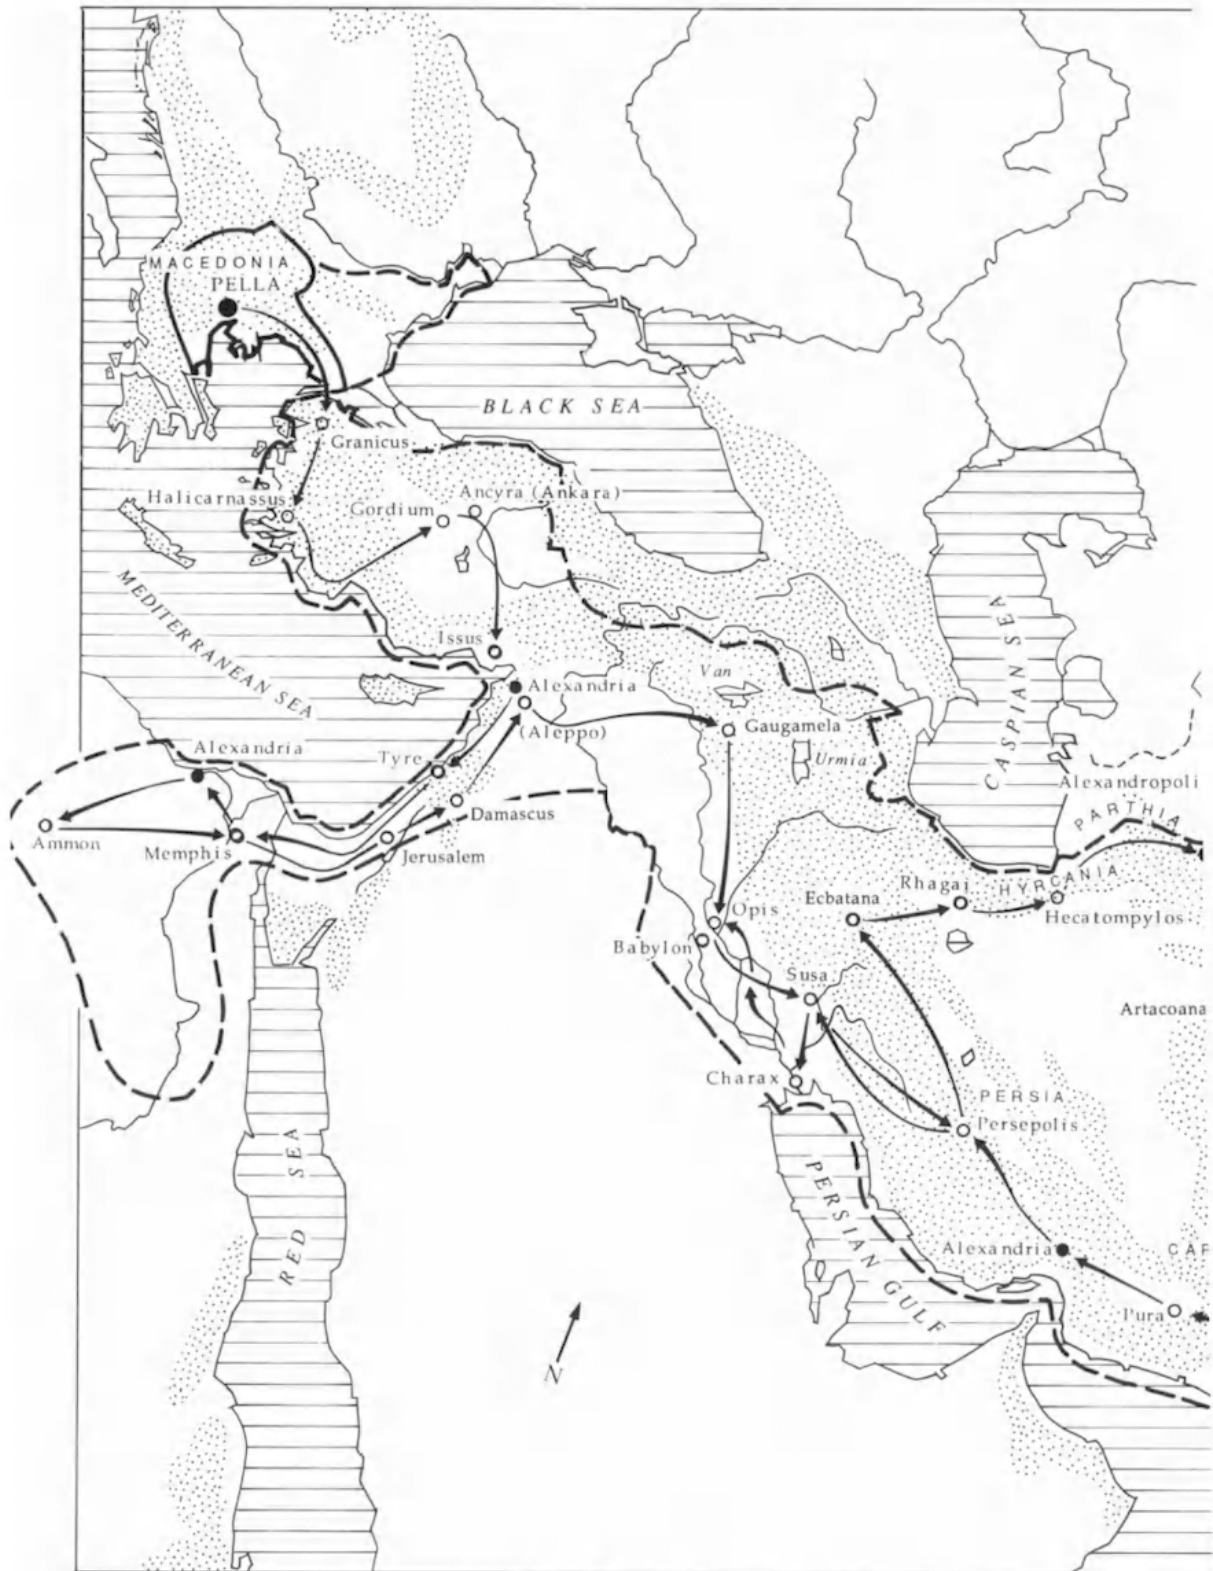 MACEDONIA
PELLA
BLACK SEA
Granicus
Halicarnassus
Gordium
Ancyra (Ankara)
MEDITERRANEAN SEA
Issus
Van
Alexandria
(Aleppo)
Gaugamela
Urmia
CASPIAN SEA
Alexandria
Tyre
Alexandropoli
PARTHIA
Damascus
Ammon
Memphis
Jerusalem
Rhagai
HYRCANIA
Ecbatana
Hecatompylos
Opis
Babylon
Susa
Artacoana
Charax
PERSIA
Persepolis
RED SEA
PERSIAN GULF
Alexandria
CAR
Pura
N